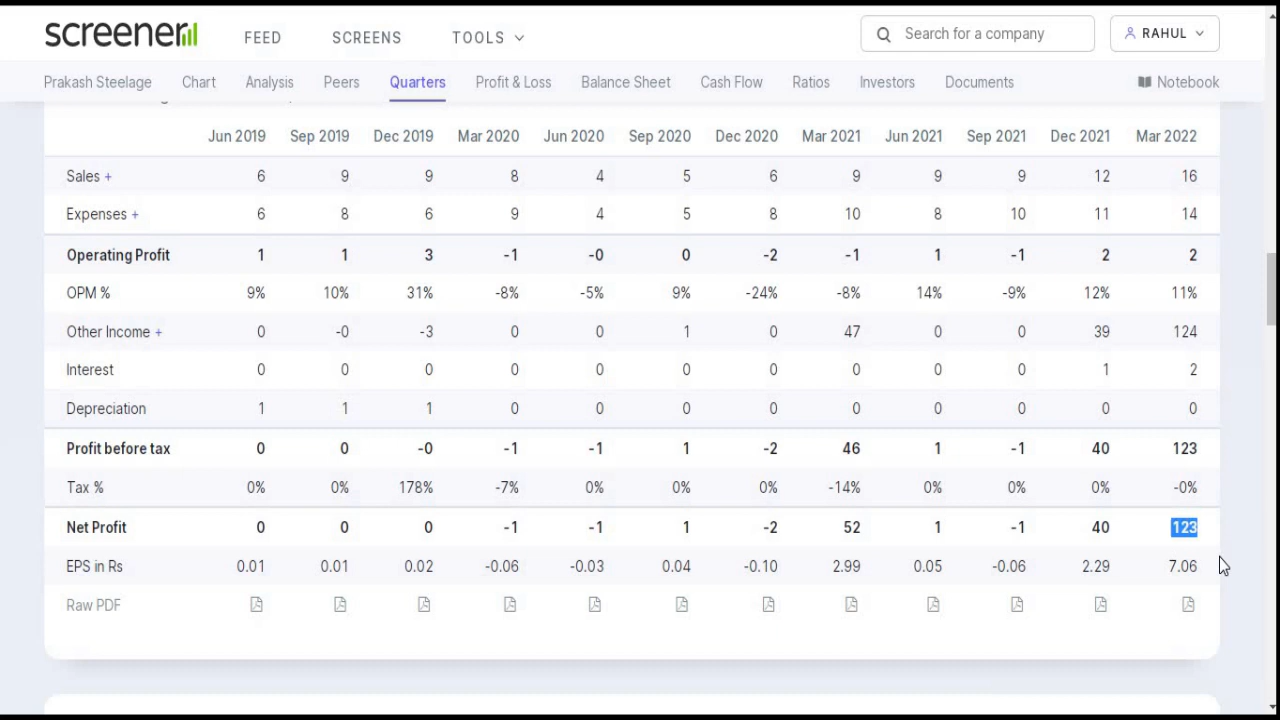 screener FEED SCREENS TOOLS Search for a company RAHUL
Prakash Steelage Chart Analysis Peers Quarters Profit & Loss Balance Sheet Cash Flow Ratios Investors Documents Notebook
Jun 2019 Sep 2019 Dec 2019 Mar 2020 Jun 2020 Sep 2020 Dec 2020 Mar 2021 Jun 2021 Sep 2021 Dec 2021 Mar 2022
Sales + 6 9 9 8 4 5 6 9 9 9 12 16
Expenses + 6 8 6 9 4 5 8 10 8 10 11 14
Operating Profit 1 1 3 -1 -0 0 -2 -1 1 -1 2 2
OPM % 9% 10% 31% -8% -5% 9% -24% -8% 14% -9% 12% 11%
Other Income + 0 -0 -3 0 0 1 0 47 0 0 39 124
Interest 0 0 0 0 0 0 0 0 0 0 1 2
Depreciation 1 1 1 0 0 0 0 0 0 0 0 0
Profit before tax 0 0 -0 -1 -1 1 -2 46 1 -1 40 123
Tax % 0% 0% 178% -7% 0% 0% 0% -14% 0% 0% 0% -0%
Net Profit 0 0 0 -1 -1 1 -2 52 1 -1 40 123
EPS in Rs 0.01 0.01 0.02 -0.06 -0.03 0.04 -0.10 2.99 0.05 -0.06 2.29 7.06
Raw PDF